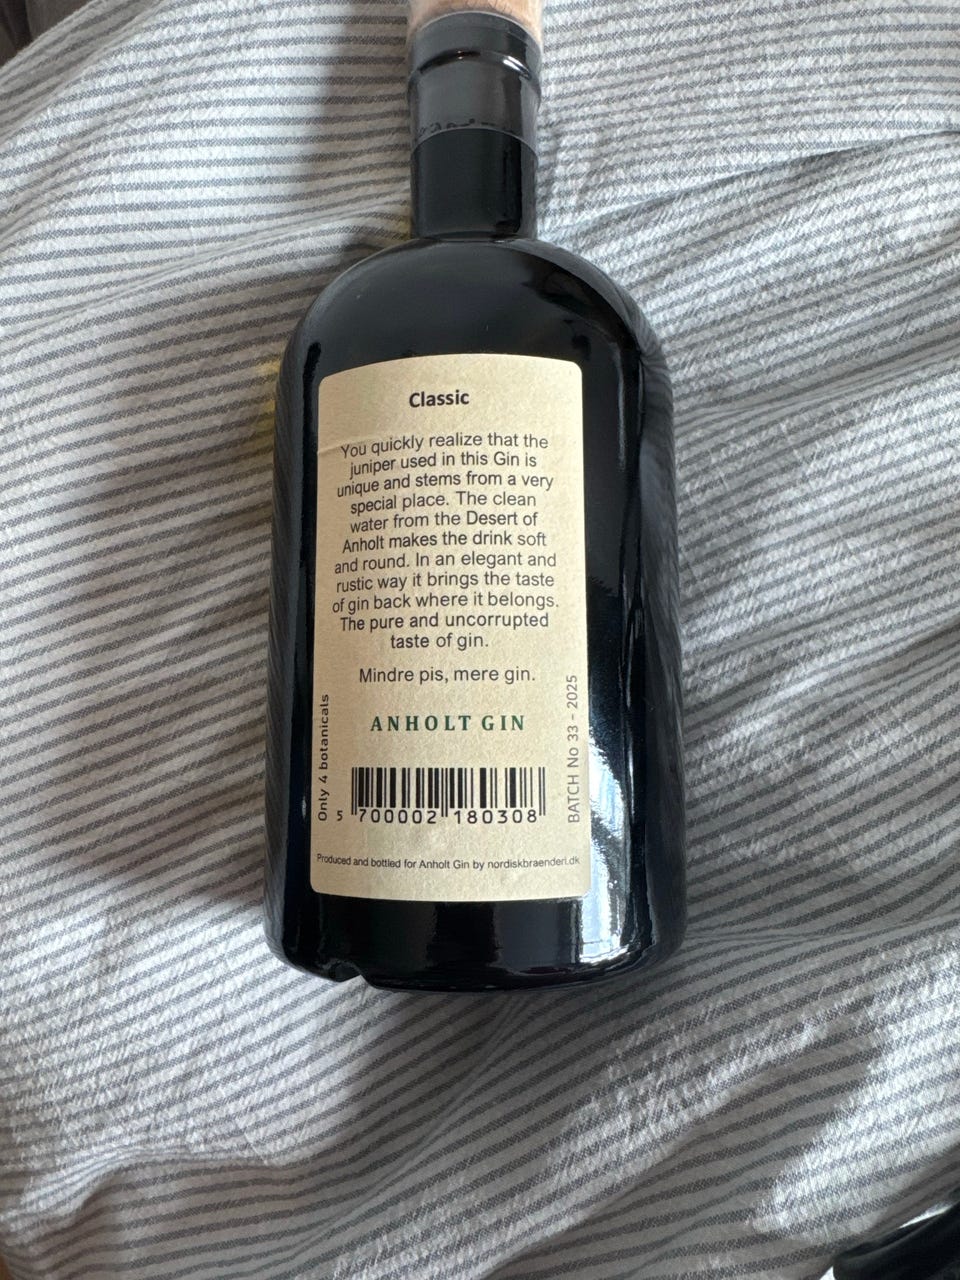 Classic
You quickly realize that the
juniper used in this Gin is
unique and stems from a very
special place. The clean
water from the Desert of
Anholt makes the drink soft
and round. In an elegant and
rustic way it brings the taste
of gin back where it belongs.
The pure and uncorrupted
taste of gin.
Mindre pis, mere gin.
ANHOLT GIN
Only 4 botanicals
BATCH No 33 - 2025
5 700002 180308
Produced and bottled for Anholt Gin by nordiskbraenderi.dk